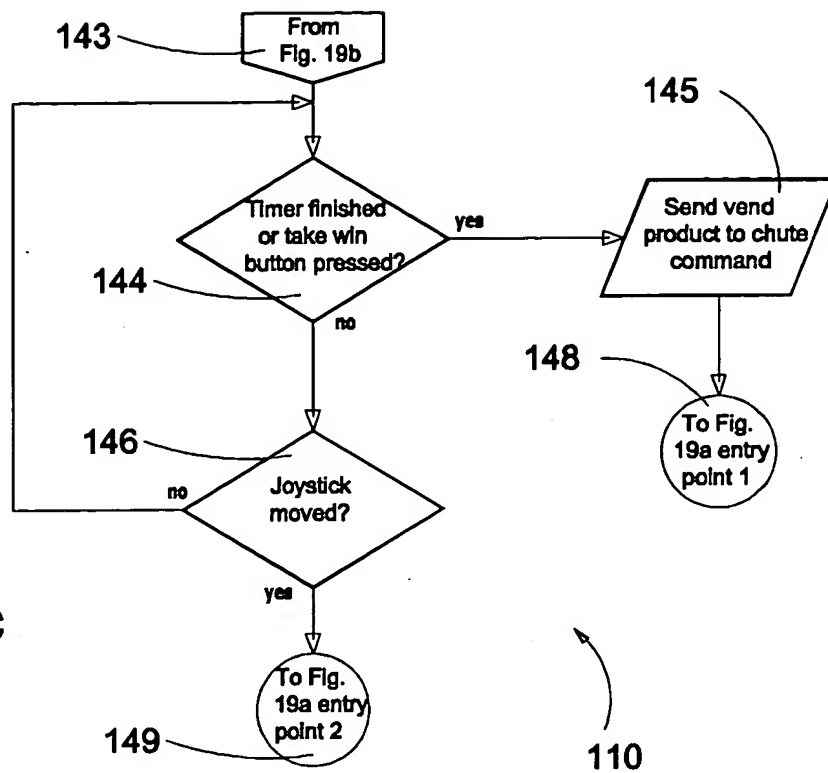 143
From
Fig. 19b
145
Timer finished
or take win
button pressed?
yes
Send vend
product to chute
command
144
no
148
To Fig.
19a entry
point 1
146
no
Joystick
moved?
yes
To Fig.
19a entry
point 2
149
110